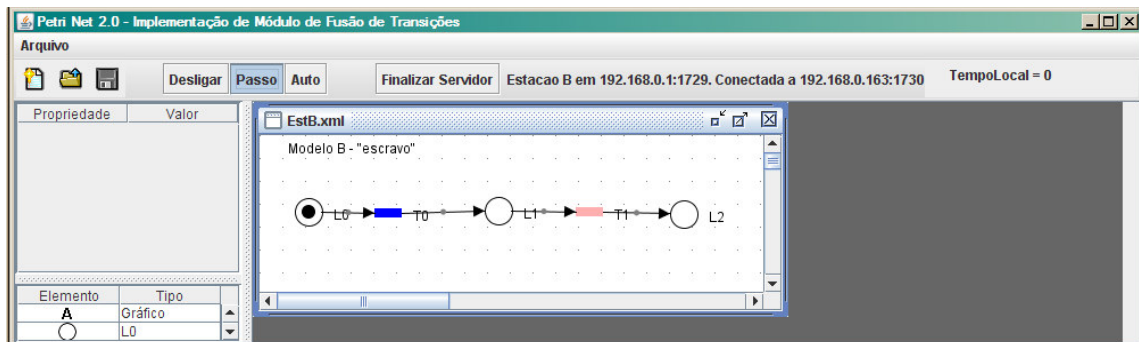 Petri Net 2.0 - Implementação de Módulo de Fusão de Transições
Arquivo
Desligar Passo Auto Finalizar Servidor Estacao B em 192.168.0.1:1729. Conectada a 192.168.0.163:1730 TempoLocal = 0
Propriedade Valor
EstB.xml
Modelo B - "escravo"
L0 T0 L1 T1 L2
Elemento Tipo
A Gráfico
L0